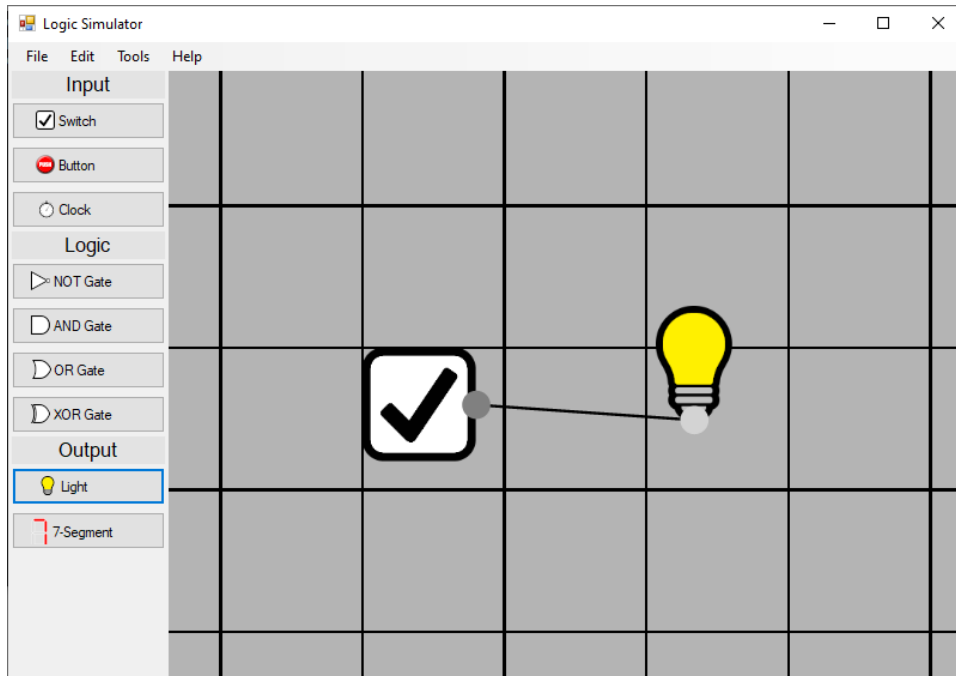 Logic Simulator
File Edit Tools Help
Input
Switch
Button
Clock
Logic
NOT Gate
AND Gate
OR Gate
XOR Gate
Output
Light
7-Segment